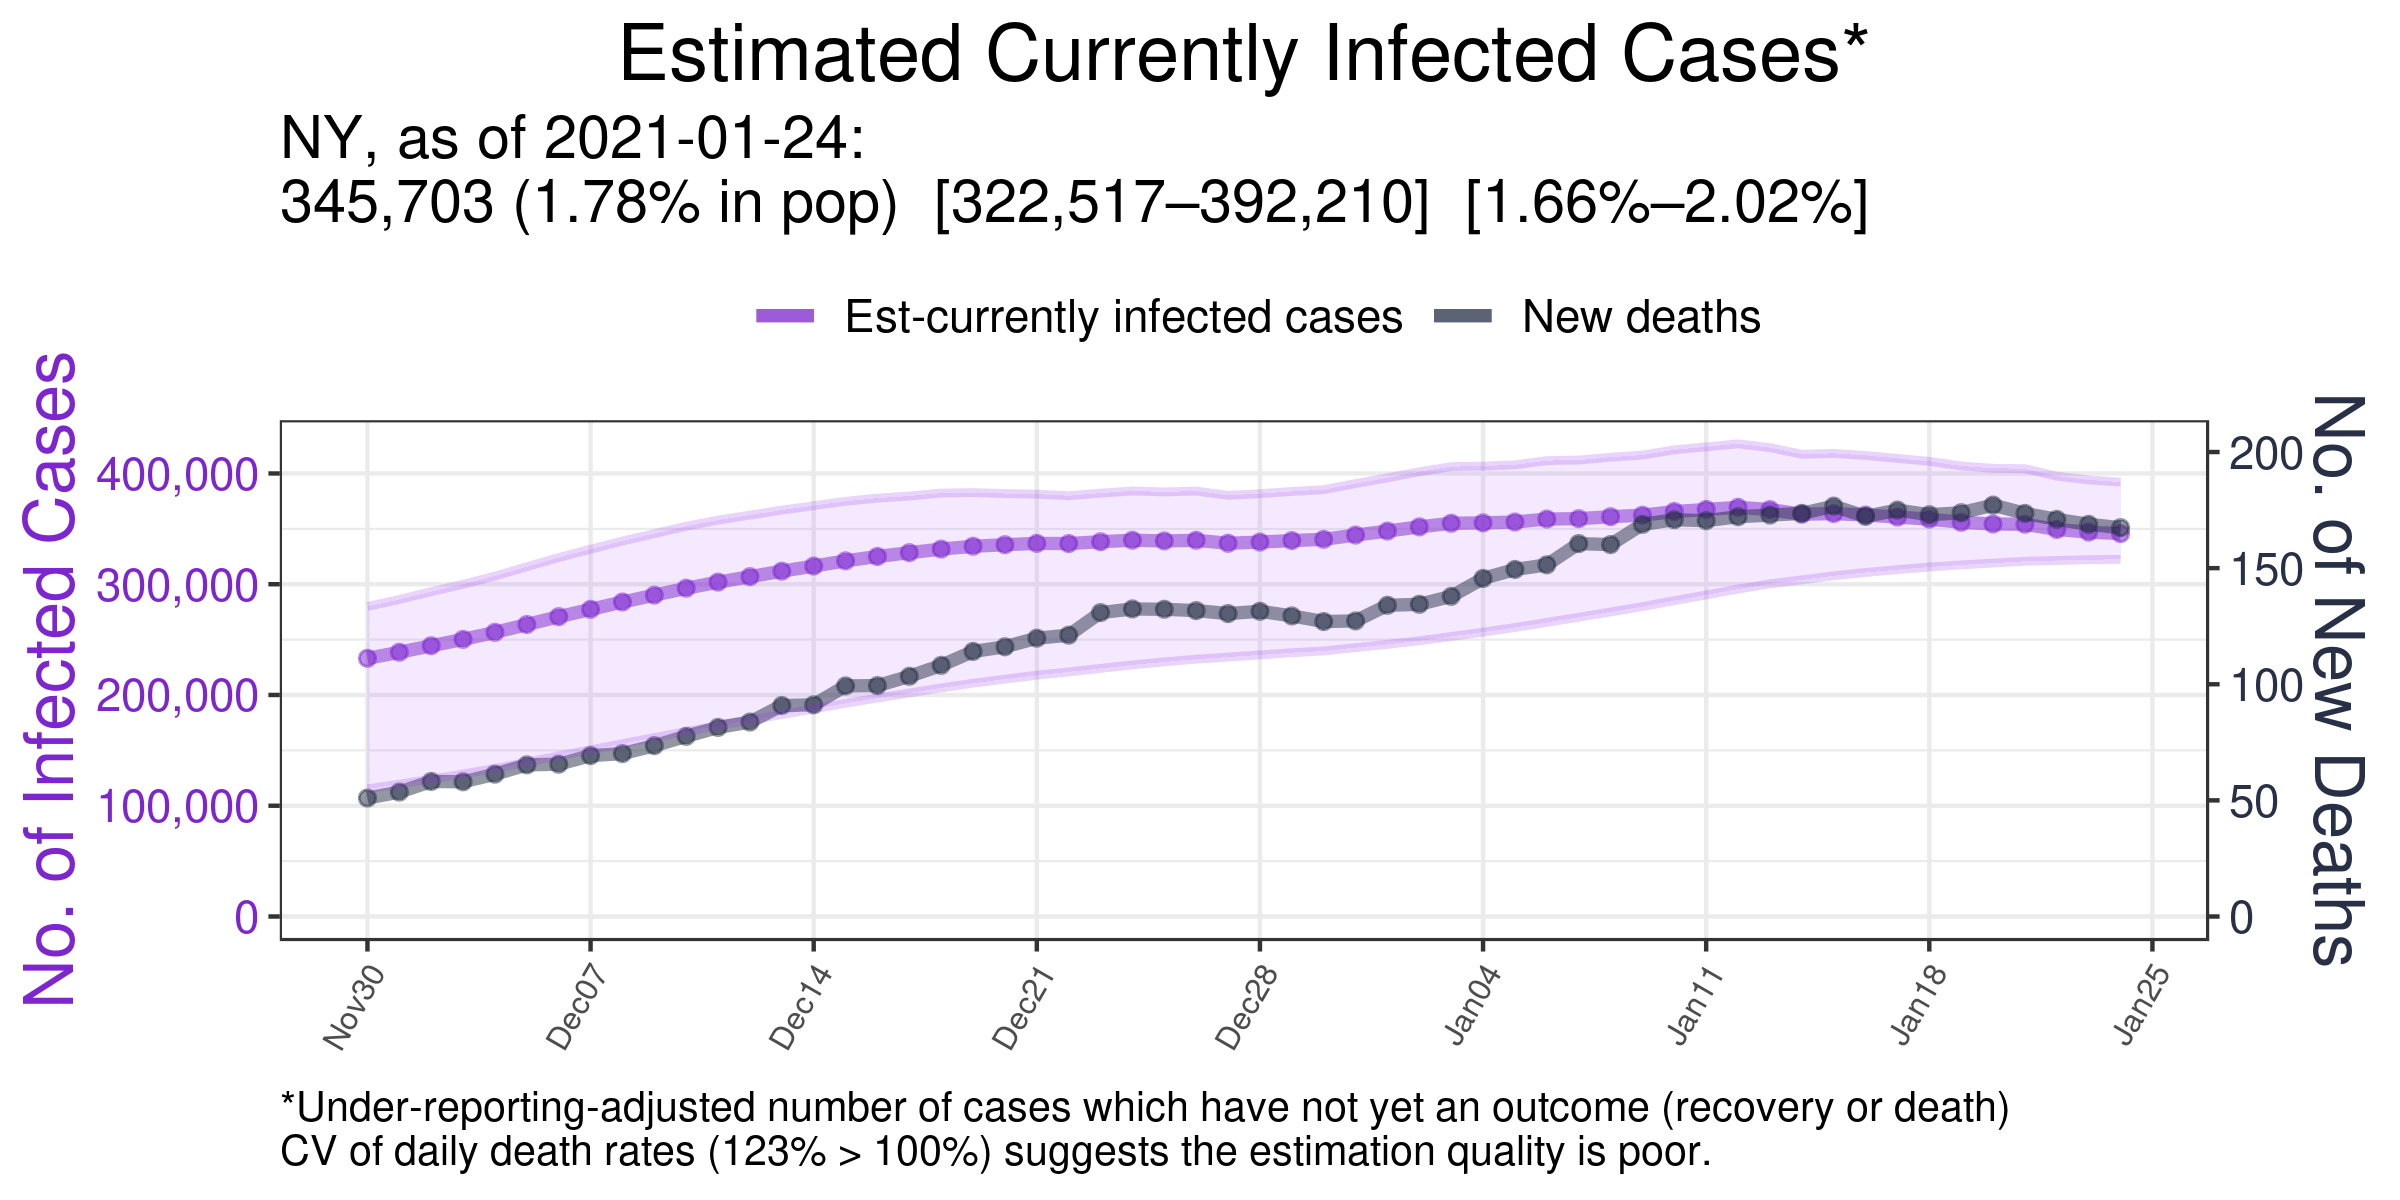 Estimated Currently Infected Cases*
NY, as of 2021-01-24:
345,703 (1.78% in pop)  [322,517–392,210]  [1.66%–2.02%]
Est-currently infected cases
New deaths
No. of Infected Cases
400,000
300,000
200,000
100,000
0
No. of New Deaths
200
150
100
50
0
Nov30
Dec07
Dec14
Dec21
Dec28
Jan04
Jan11
Jan18
Jan25
*Under-reporting-adjusted number of cases which have not yet an outcome (recovery or death)
CV of daily death rates (123% > 100%) suggests the estimation quality is poor.